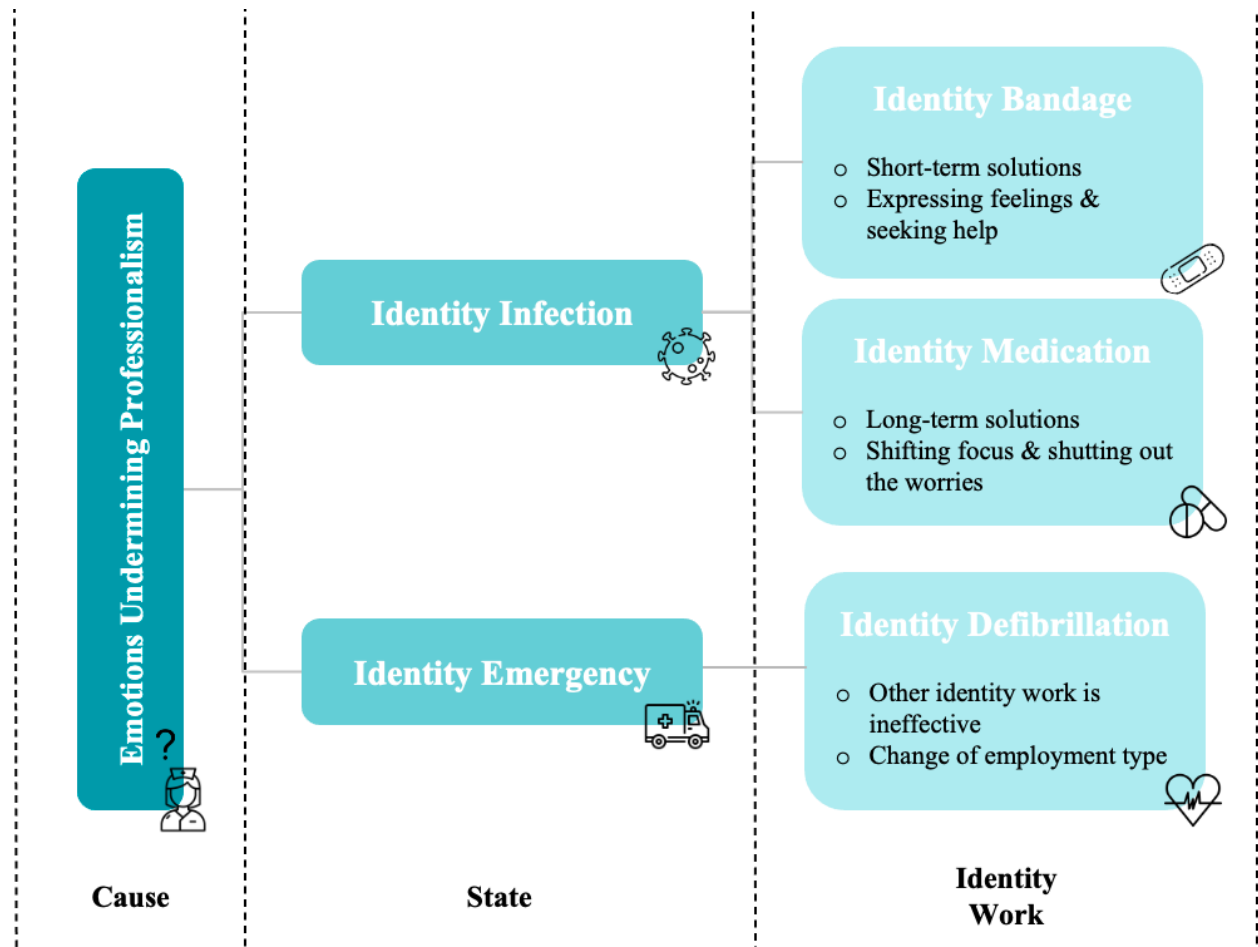 Emotions Undermining Professionalism
?
Identity Infection
Identity Emergency
Identity Bandage
o Short-term solutions
o Expressing feelings &
seeking help
Identity Medication
o Long-term solutions
o Shifting focus & shutting out
the worries
Identity Defibrillation
o Other identity work is
ineffective
o Change of employment type
Cause
State
Identity
Work